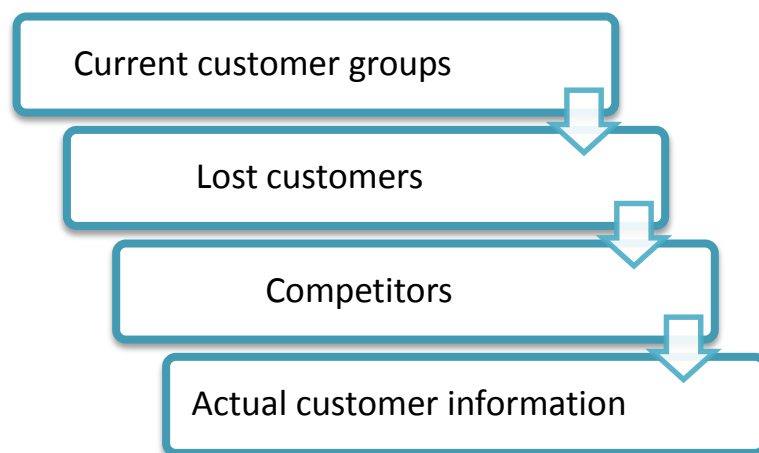 Current customer groups
Lost customers
Competitors
Actual customer information